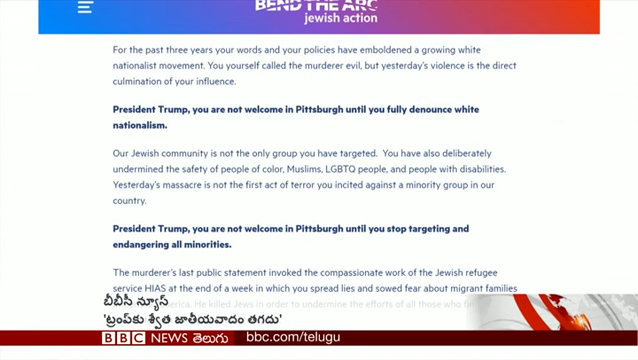 BEND THE ARC
jewish action
For the past three years your words and your policies have emboldened a growing white
nationalist movement. You yourself called the murderer evil, but yesterday's violence is the direct
culmination of your influence.
President Trump, you are not welcome in Pittsburgh until you fully denounce white
nationalism.
Our Jewish community is not the only group you have targeted. You have also deliberately
undermined the safety of people of color, Muslims, LGBTQ people, and people with disabilities.
Yesterday's massacre is not the first act of terror you incited against a minority group in our
country.
President Trump, you are not welcome in Pittsburgh until you stop targeting and
endangering all minorities.
The murderer's last public statement invoked the compassionate work of the Jewish refugee
service HIAS at the end of a week in which you spread lies and sowed fear about migrant families
He killed Jews in order to undermine the efforts of all those who
బీబీసీ న్యూస్
'ట్రంప్‌కు శ్వేత జాతీయవాదం తగదు'
BBC NEWS తెలుగు bbc.com/telugu